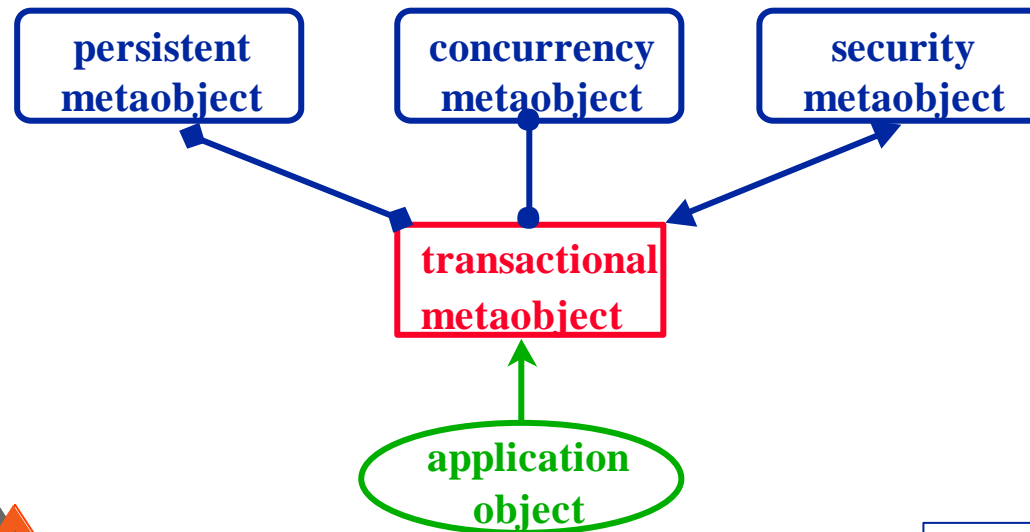 persistent
metaobject
concurrency
metaobject
security
metaobject
transactional
metaobject
application
object